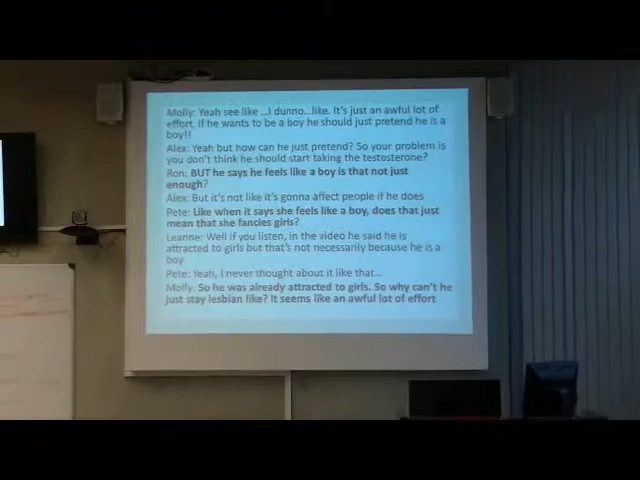 Molly: Yeah see like ...I dunno...like. It's just an awful lot of
effort, if he wants to be a boy he should just pretend he is a
boy!!
Alex: Yeah but how can he just pretend? So your problem is
you don't think he should start taking the testosterone?
Ron: BUT he says he feels like a boy is that not just
enough?
Alex: But it's not like it's gonna affect people if he does
Pete: Like when it says she feels like a boy, does that just
mean that she fancies girls?
Leanne: Well if you listen, in the video he said he is
attracted to girls but that's not necessarily because he is a
boy
Pete: Yeah, I never thought about it like that...
Molly: So he was already attracted to girls. So why can't he
just stay lesbian like? It seems like an awful lot of effort